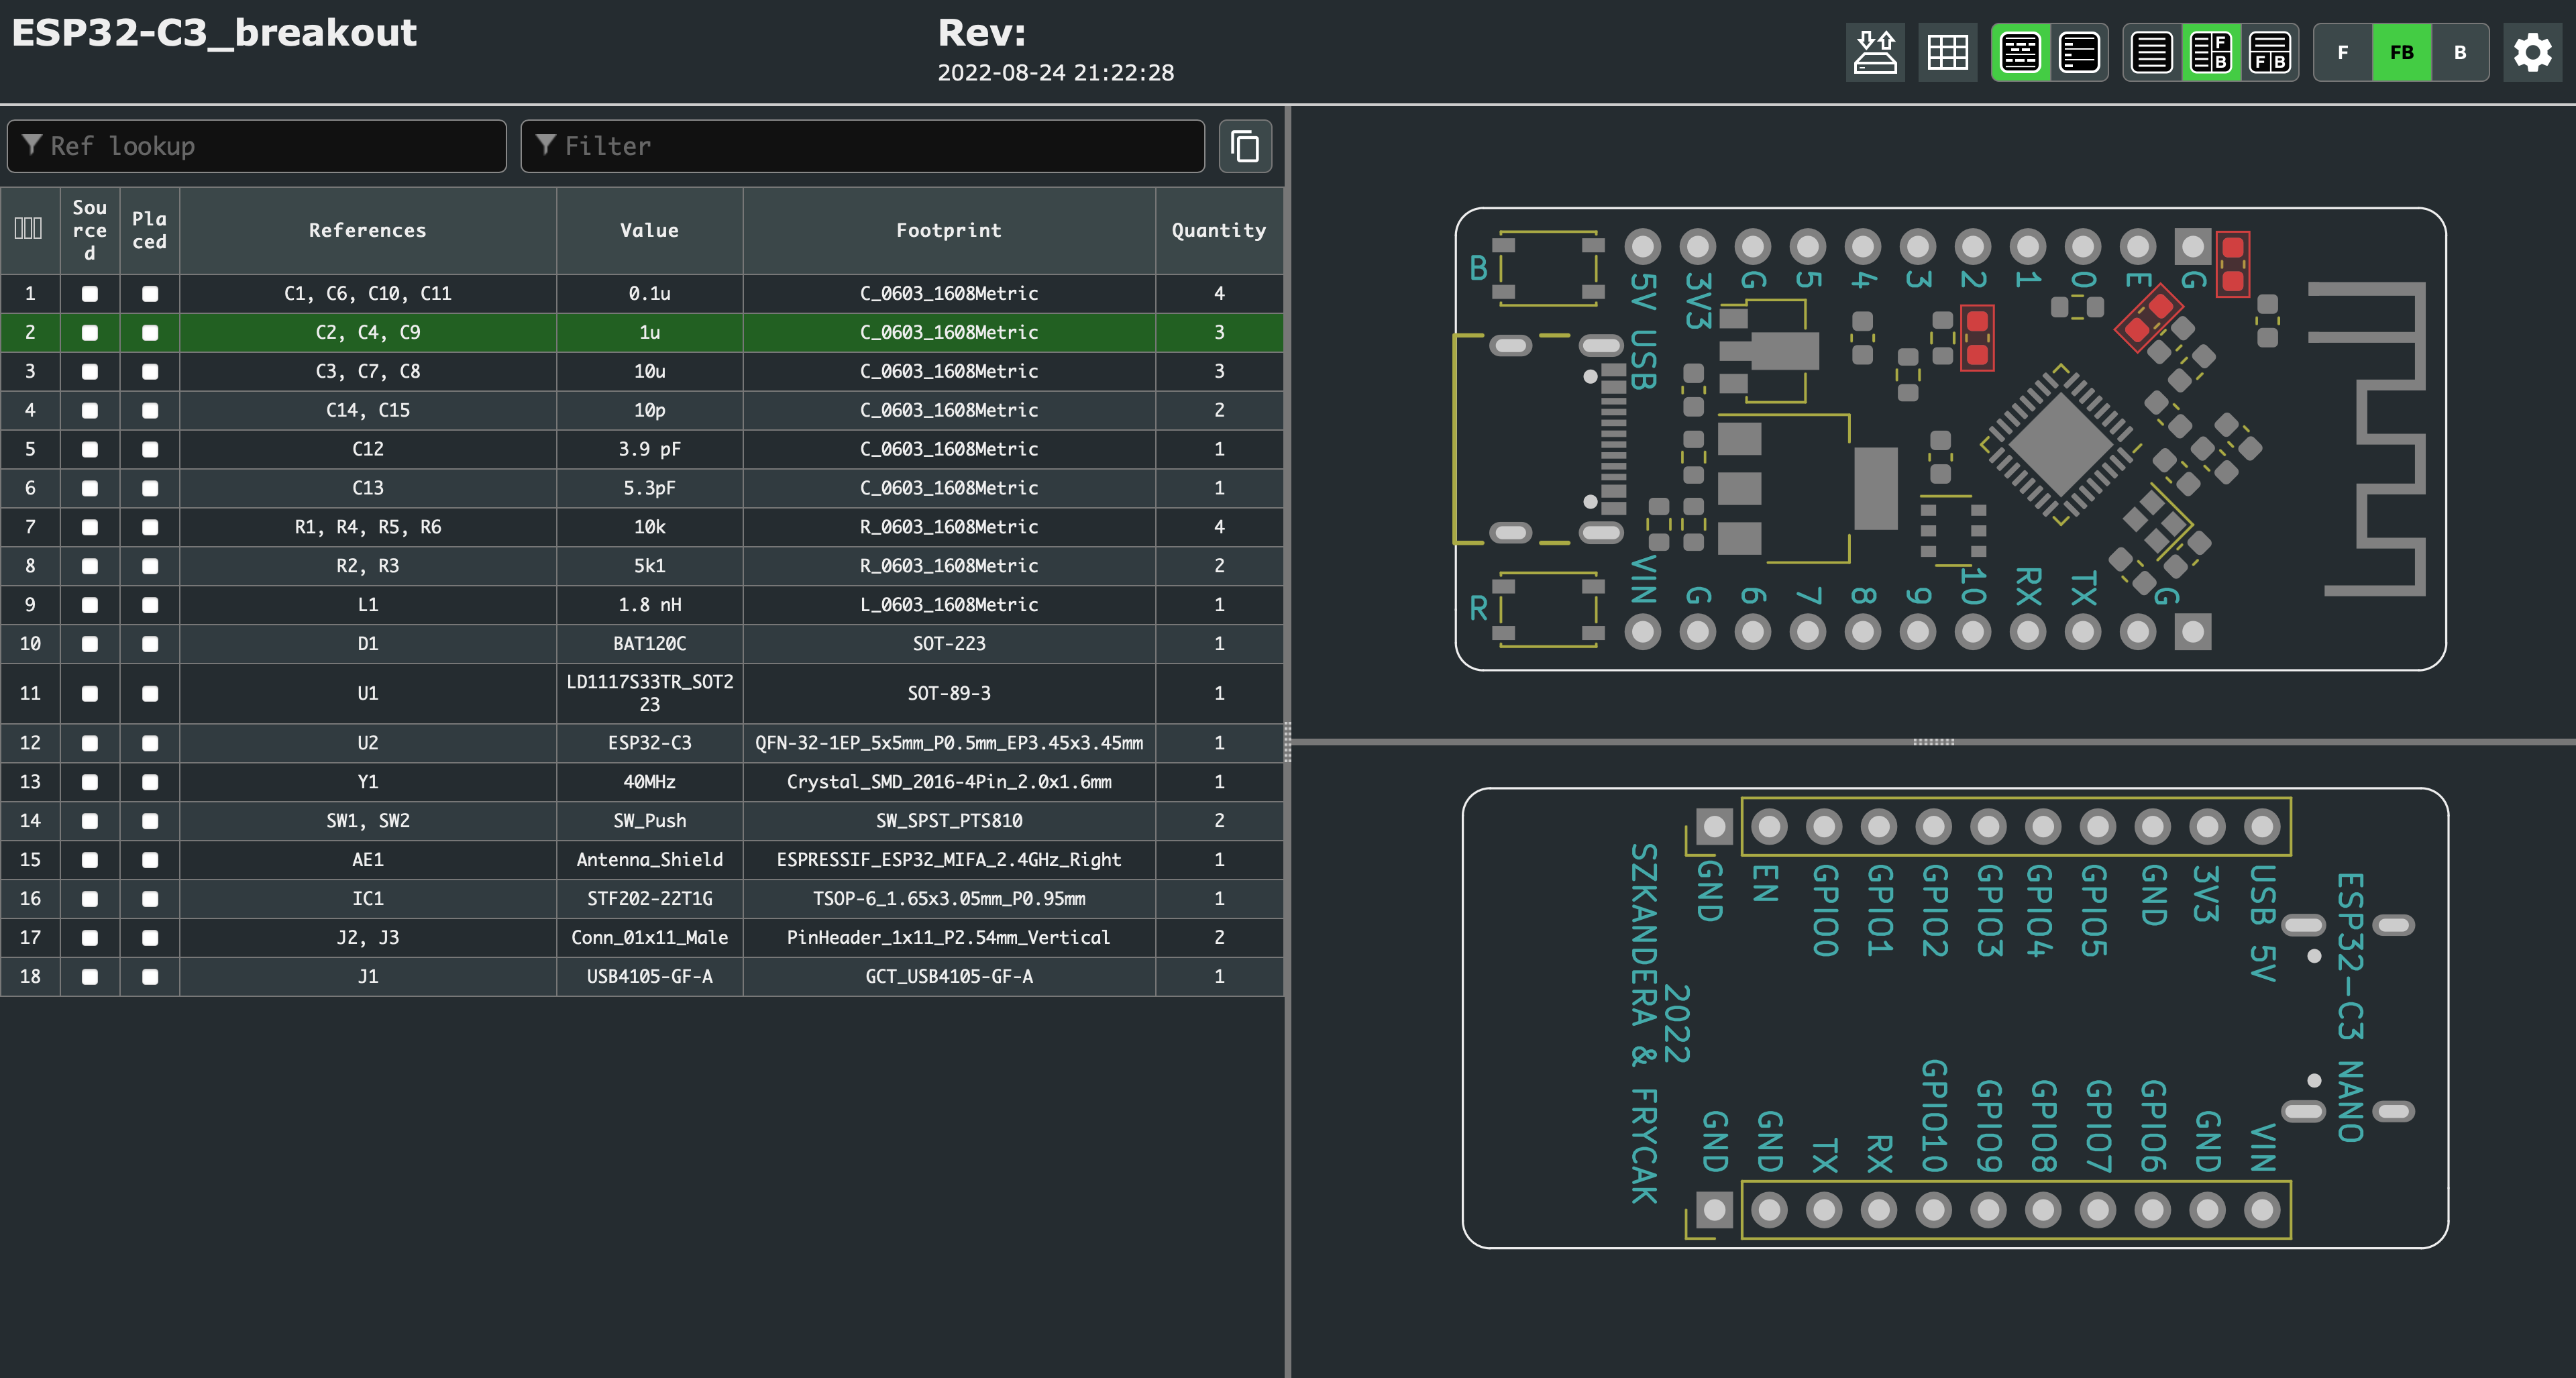 ESP32-C3_breakout
Rev:
2022-08-24 21:22:28
F
B
F B
F
FB
B
Ref lookup
Filter
Sou
rce
d
Pla
ced
References
Value
Footprint
Quantity
1 C1, C6, C10, C11 0.1u C_0603_1608Metric 4
2 C2, C4, C9 1u C_0603_1608Metric 3
3 C3, C7, C8 10u C_0603_1608Metric 3
4 C14, C15 10p C_0603_1608Metric 2
5 C12 3.9 pF C_0603_1608Metric 1
6 C13 5.3pF C_0603_1608Metric 1
7 R1, R4, R5, R6 10k R_0603_1608Metric 4
8 R2, R3 5k1 R_0603_1608Metric 2
9 L1 1.8 nH L_0603_1608Metric 1
10 D1 BAT120C SOT-223 1
11 U1 LD1117S33TR_SOT2
23 SOT-89-3 1
12 U2 ESP32-C3 QFN-32-1EP_5x5mm_P0.5mm_EP3.45x3.45mm 1
13 Y1 40MHz Crystal_SMD_2016-4Pin_2.0x1.6mm 1
14 SW1, SW2 SW_Push SW_SPST_PTS810 2
15 AE1 Antenna_Shield ESPRESSIF_ESP32_MIFA_2.4GHz_Right 1
16 IC1 STF202-22T1G TSOP-6_1.65x3.05mm_P0.95mm 1
17 J2, J3 Conn_01x11_Male PinHeader_1x11_P2.54mm_Vertical 2
18 J1 USB4105-GF-A GCT_USB4105-GF-A 1
B
5V USB
3V3
G
5
4
3
2
1
0
E
G
R
VIN
G
6
7
8
9
10
RX
TX
G
GND
EN
GPIO0
GPIO1
GPIO2
GPIO3
GPIO4
GPIO5
GND
3V3
USB 5V
ESP32-C3 NANO
2022
SZKANDERA & FRYCAK
GND
GND
TX
RX
GPIO10
GPIO9
GPIO8
GPIO7
GPIO6
GND
VIN